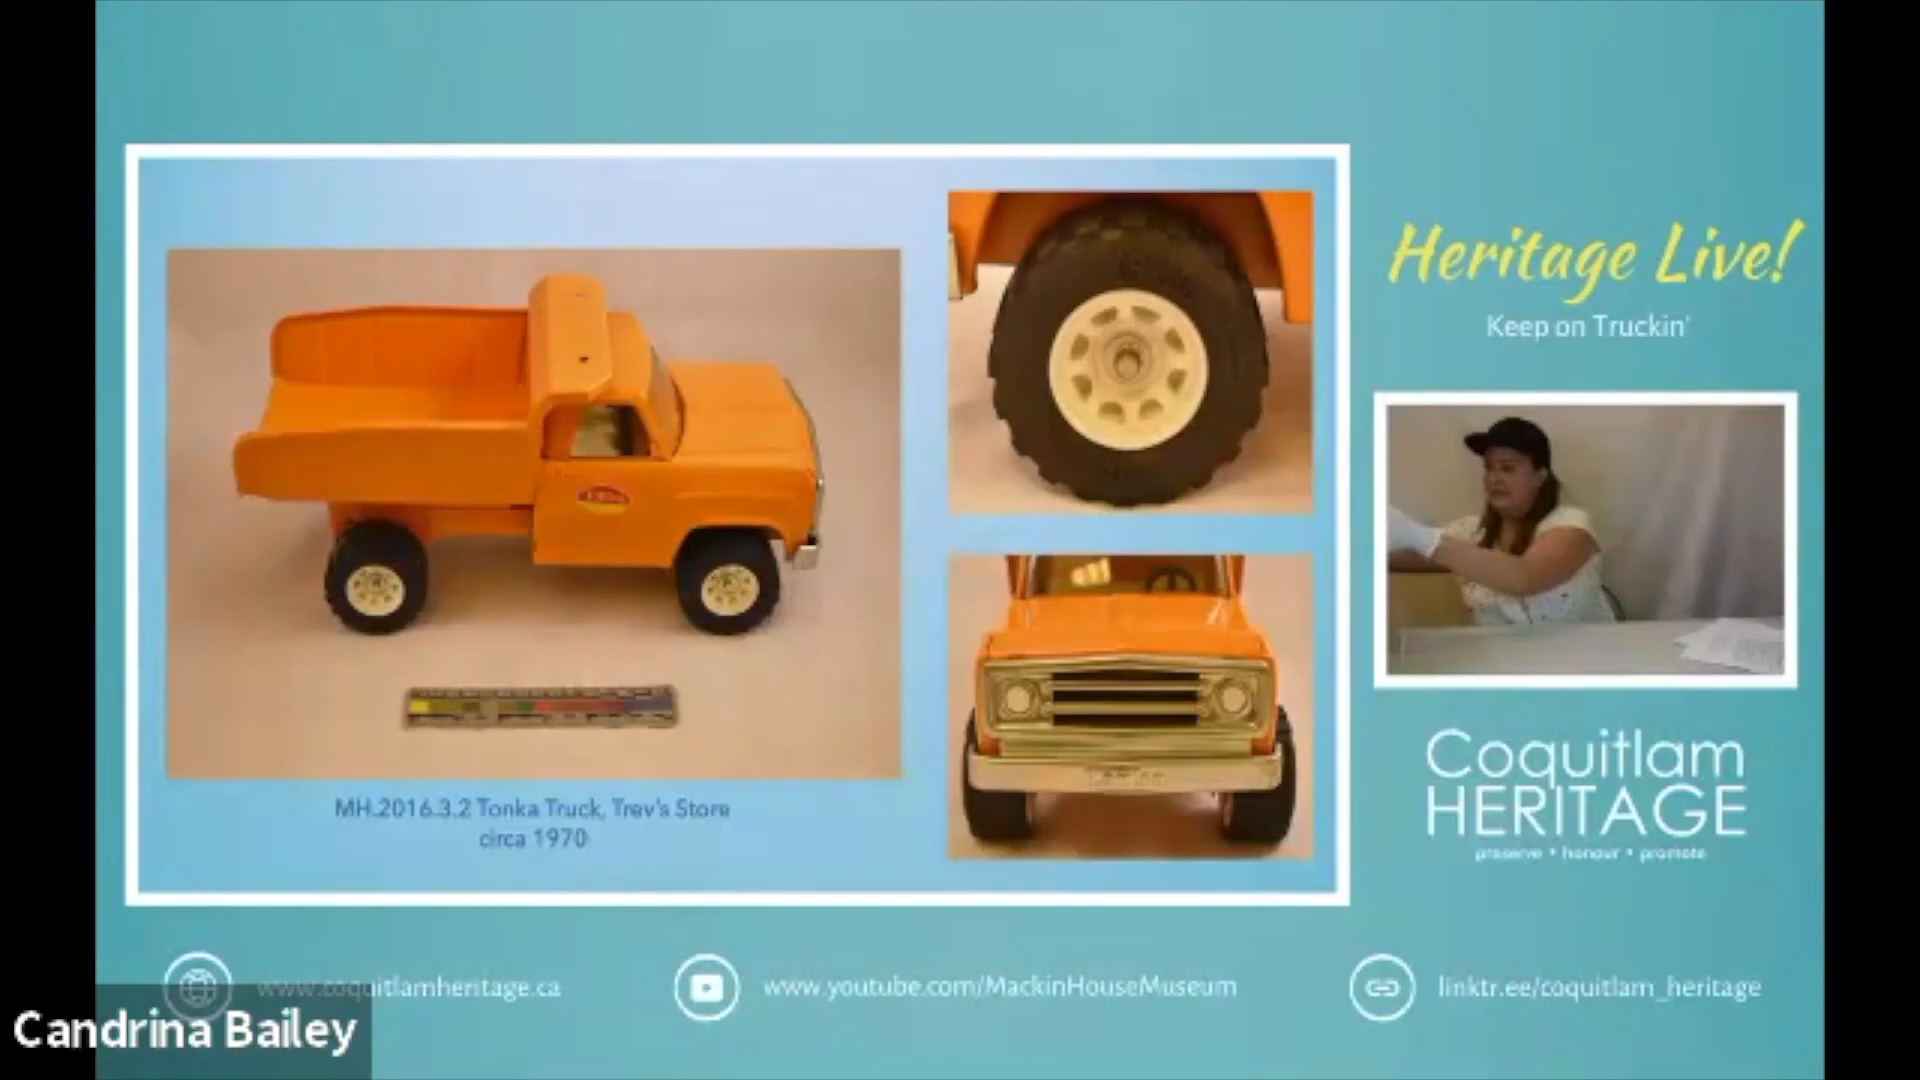 Heritage Live!
Keep on Truckin'
MH.2016.3.2 Tonka Truck, Trev's Store
circa 1970
Coquitlam
HERITAGE
preserve • honour • promote
www.coquitlamheritage.ca
www.youtube.com/MackinHouseMuseum
linktr.ee/coquitlam_heritage
Candrina Bailey